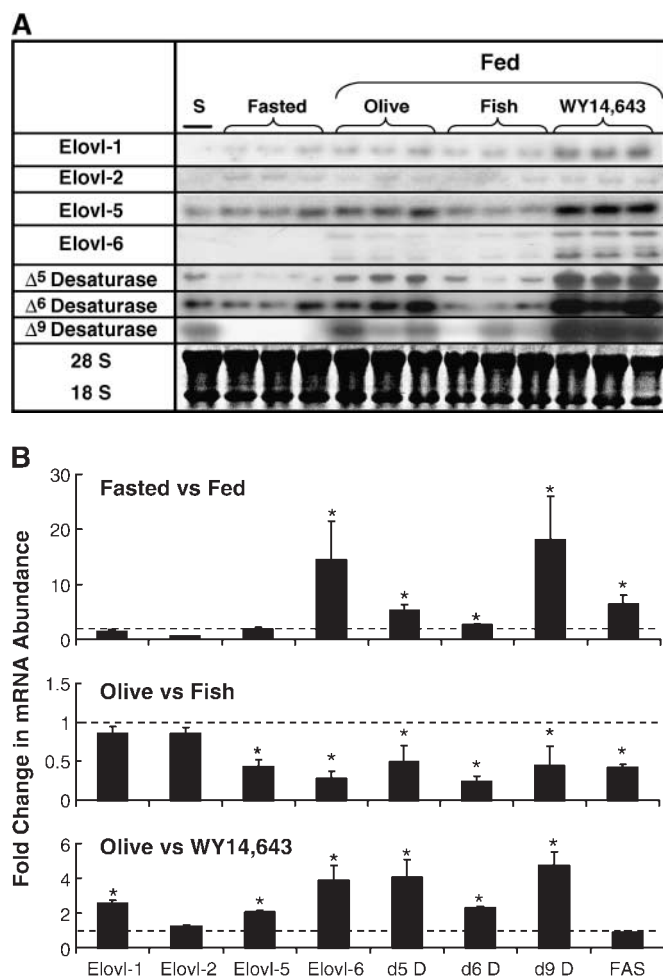 A
Fed
S Fasted Olive Fish WY14,643
Elovl-1
Elovl-2
Elovl-5
Elovl-6
Δ5 Desaturase
Δ6 Desaturase
Δ9 Desaturase
28 S
18 S
B
Fold Change in mRNA Abundance
Fasted vs Fed
30
20
10
0
* * * * *
Olive vs Fish
1.5
1
0.5
0
* * * * * *
Olive vs WY14,643
6
4
2
0
* * * * * *
Elovl-1 Elovl-2 Elovl-5 Elovl-6 d5 D d6 D d9 D FAS